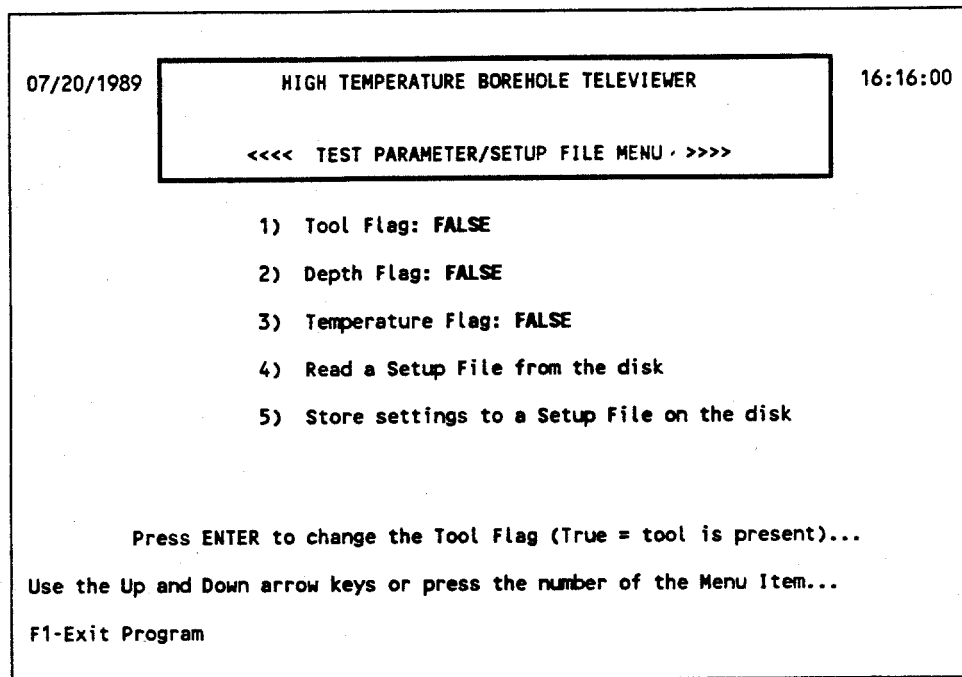 07/20/1989 HIGH TEMPERATURE BOREHOLE TELEVIEWER 16:16:00
<<<< TEST PARAMETER/SETUP FILE MENU >>>>
1) Tool Flag: FALSE
2) Depth Flag: FALSE
3) Temperature Flag: FALSE
4) Read a Setup File from the disk
5) Store settings to a Setup File on the disk
Press ENTER to change the Tool Flag (True = tool is present)...
Use the Up and Down arrow keys or press the number of the Menu Item...
F1-Exit Program